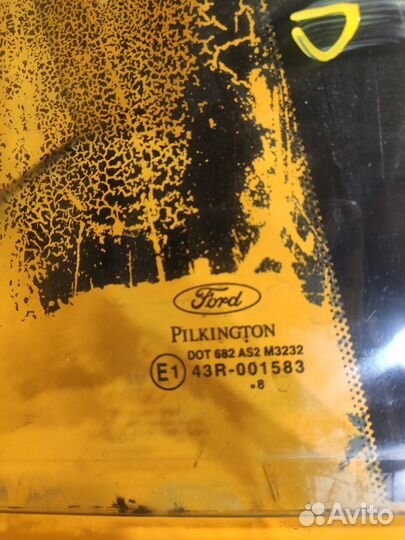 Ford
PILKINGTON
DOT 682 AS2 M3232
E1 43R-001583
.8
Avito